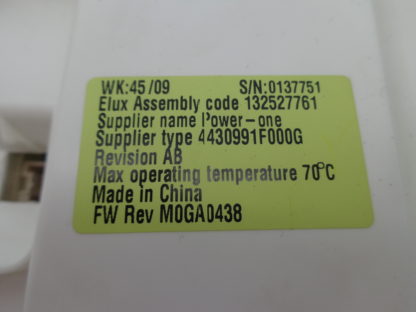 WK:45/09 S/N:0137751
Elux Assembly code 132527761
Supplier name Power-one
Supplier type 4430991F000G
Revision AB
Max operating temperature 70°C
Made in China
FW Rev M0GA0438